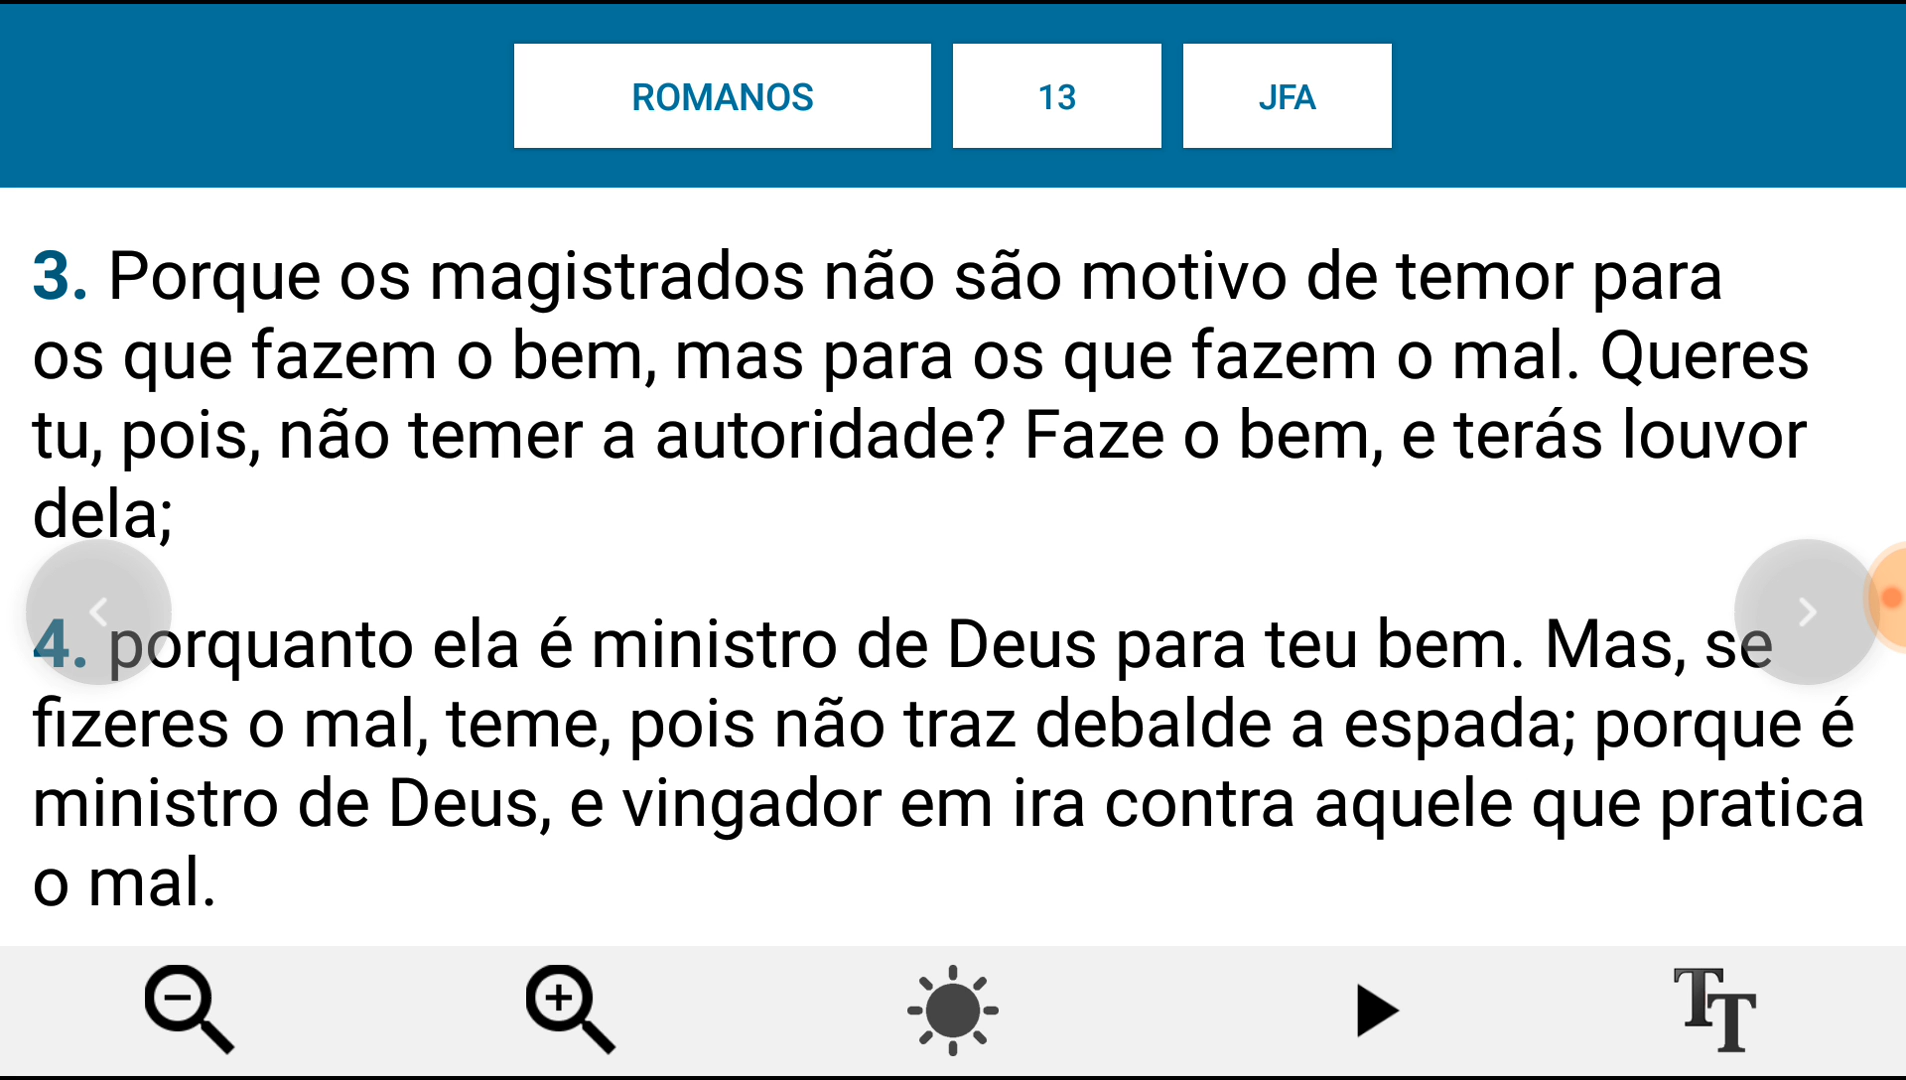 ROMANOS 13 JFA
3. Porque os magistrados não são motivo de temor para
os que fazem o bem, mas para os que fazem o mal. Queres
tu, pois, não temer a autoridade? Faze o bem, e terás louvor
dela;
4. porquanto ela é ministro de Deus para teu bem. Mas, se
fizeres o mal, teme, pois não traz debalde a espada; porque é
ministro de Deus, e vingador em ira contra aquele que pratica
o mal.
TT